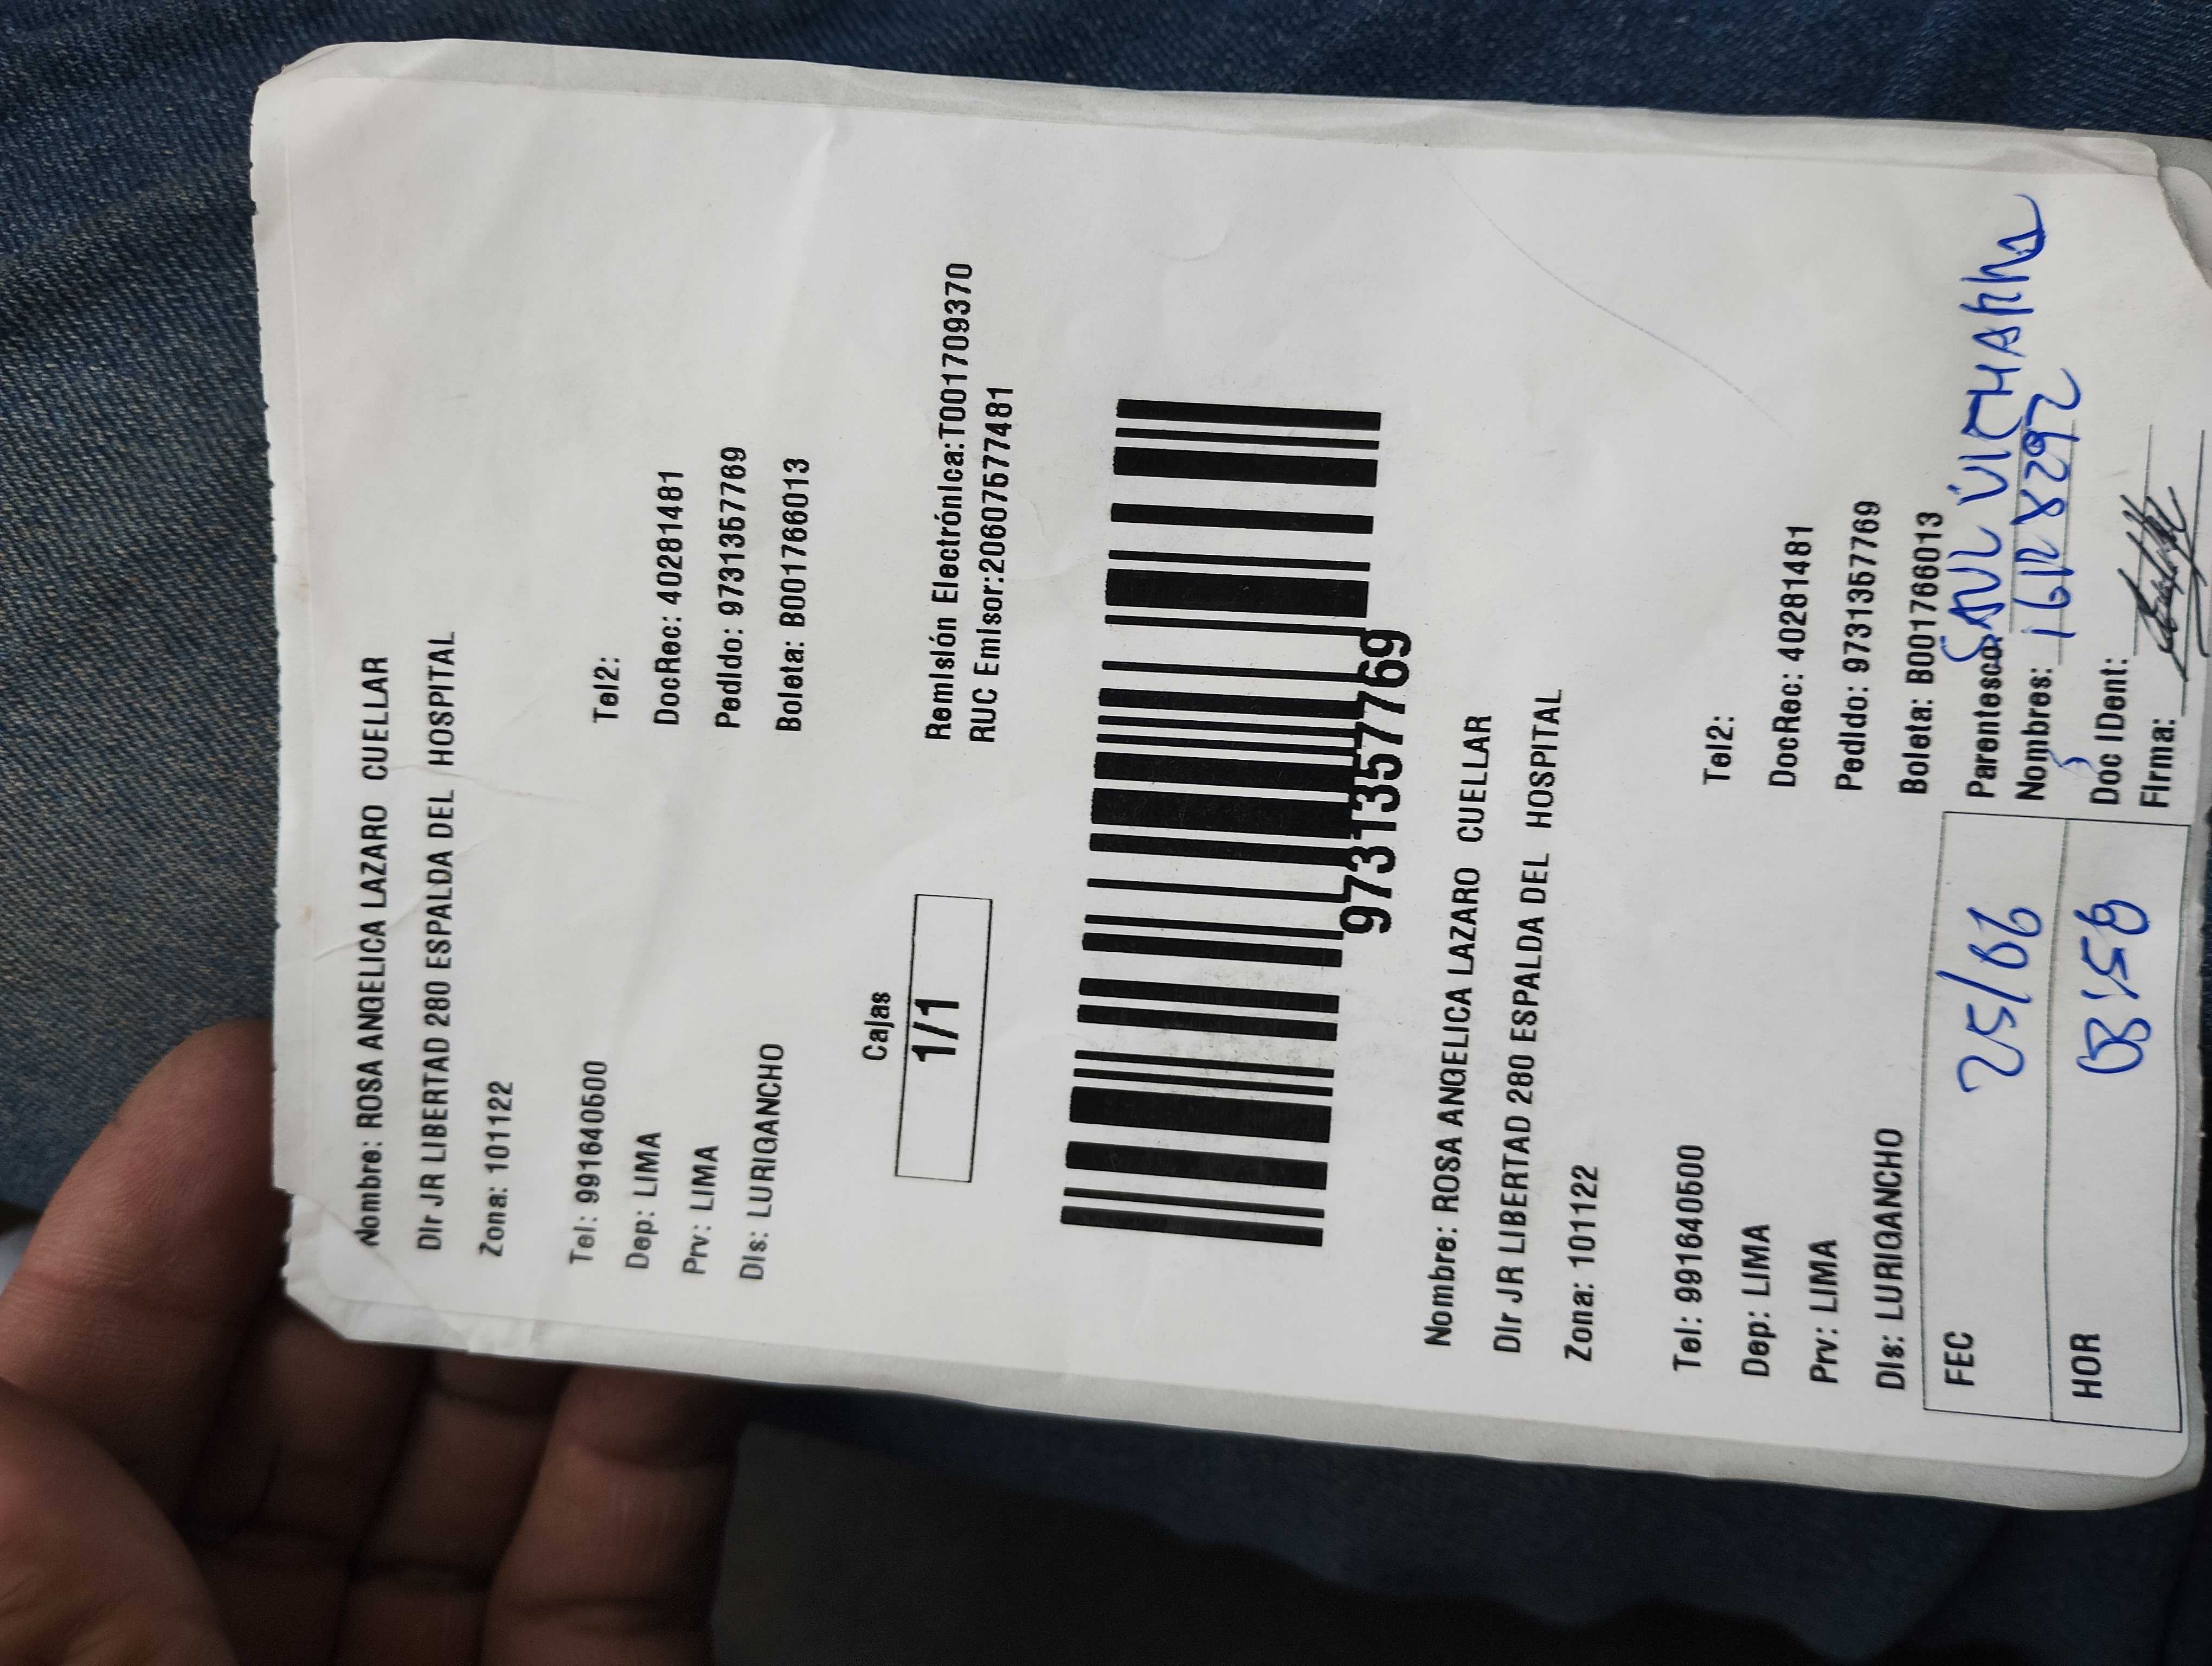 Nombre: ROSA ANGELICA LAZARO CUELLAR
Dir JR LIBERTAD 280 ESPALDA DEL HOSPITAL
Zona: 101122
Tel: 991640500 Tel2:
Dep: LIMA DocRec: 40281481
Prv: LIMA Pedido: 9731357769
Dis: LURIGANCHO Boleta: B001766013
Cajas
1/1
Remisión Electrónica:T001709370
RUC Emisor:20607577481
9731357769
Nombre: ROSA ANGELICA LAZARO CUELLAR
Dir JR LIBERTAD 280 ESPALDA DEL HOSPITAL
Zona: 101122
Tel: 991640500 Tel2:
Dep: LIMA DocRec: 40281481
Prv: LIMA Pedido: 9731357769
Dis: LURIGANCHO Boleta: B001766013
FEC 25/06 Parentesco: SAUL
Nombres:
HOR Doc IDent:
Firma: